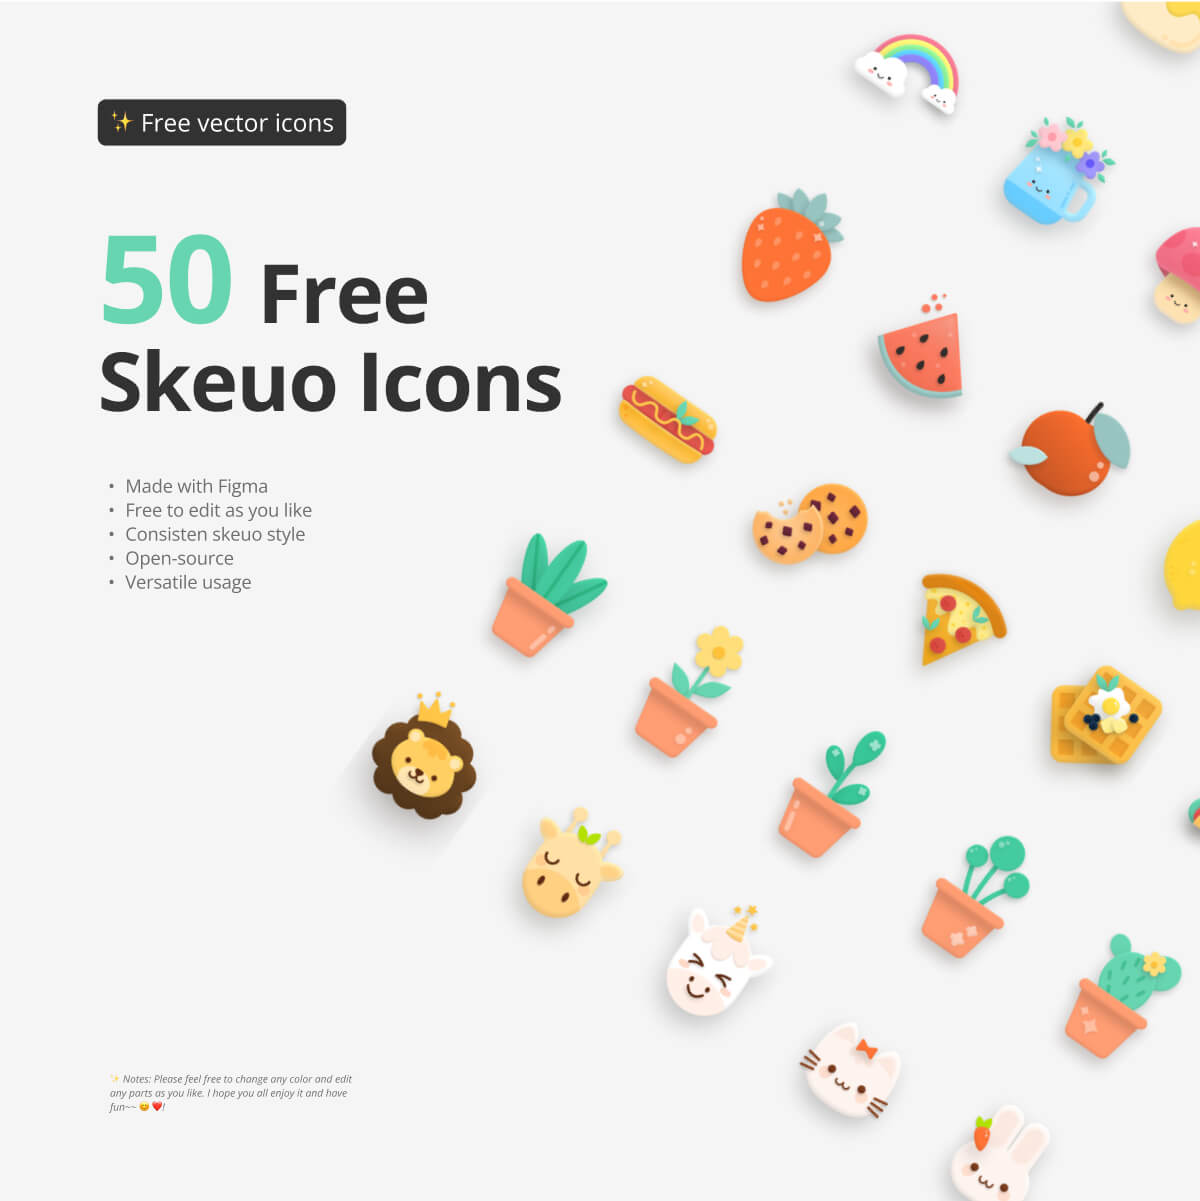 ✨ Free vector icons
50 Free
Skeuo Icons
• Made with Figma
• Free to edit as you like
• Consisten skeuo style
• Open-source
• Versatile usage
✨ Notes: Please feel free to change any color and edit
any parts as you like. I hope you all enjoy it and have
fun~~ 😊 ❤️!